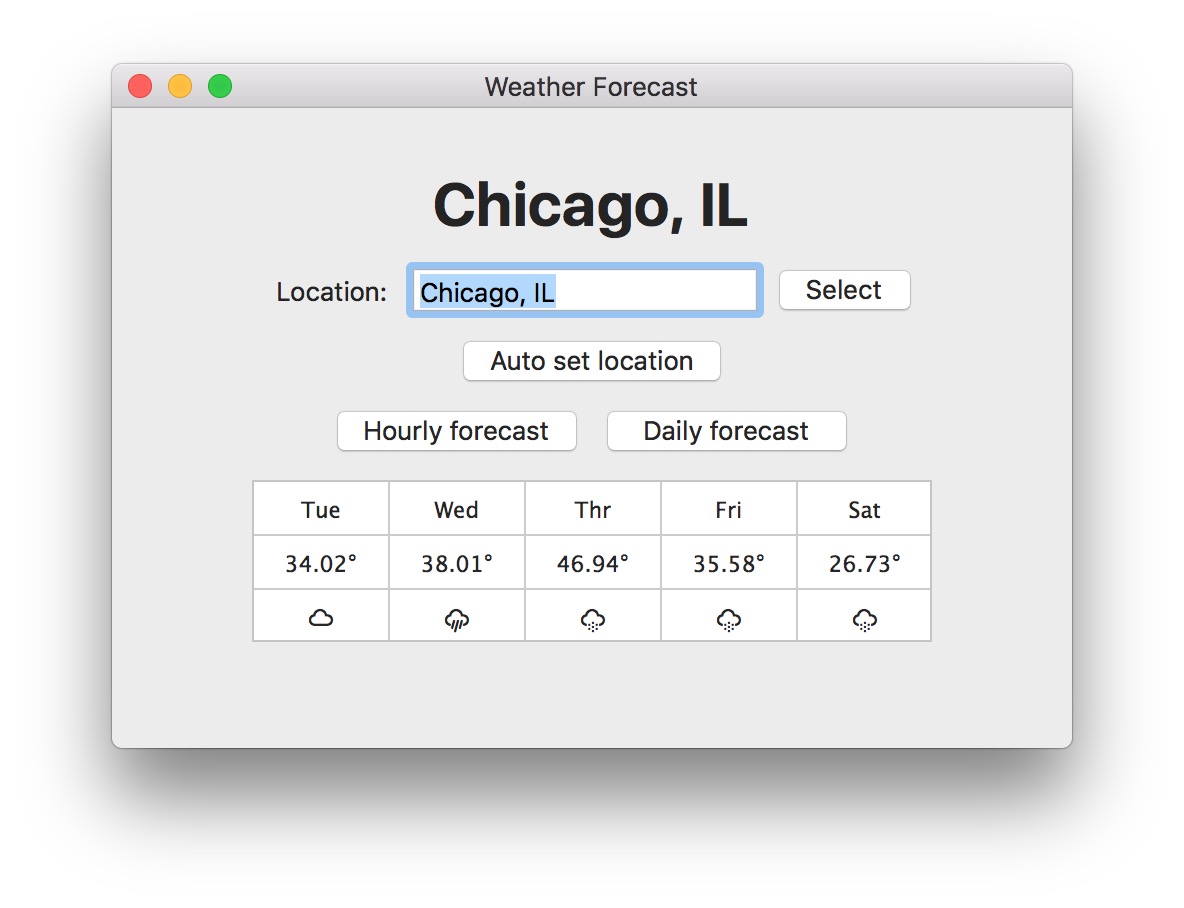 Weather Forecast
Chicago, IL
Location: Chicago, IL Select
Auto set location
Hourly forecast Daily forecast
Tue Wed Thr Fri Sat
34.02° 38.01° 46.94° 35.58° 26.73°